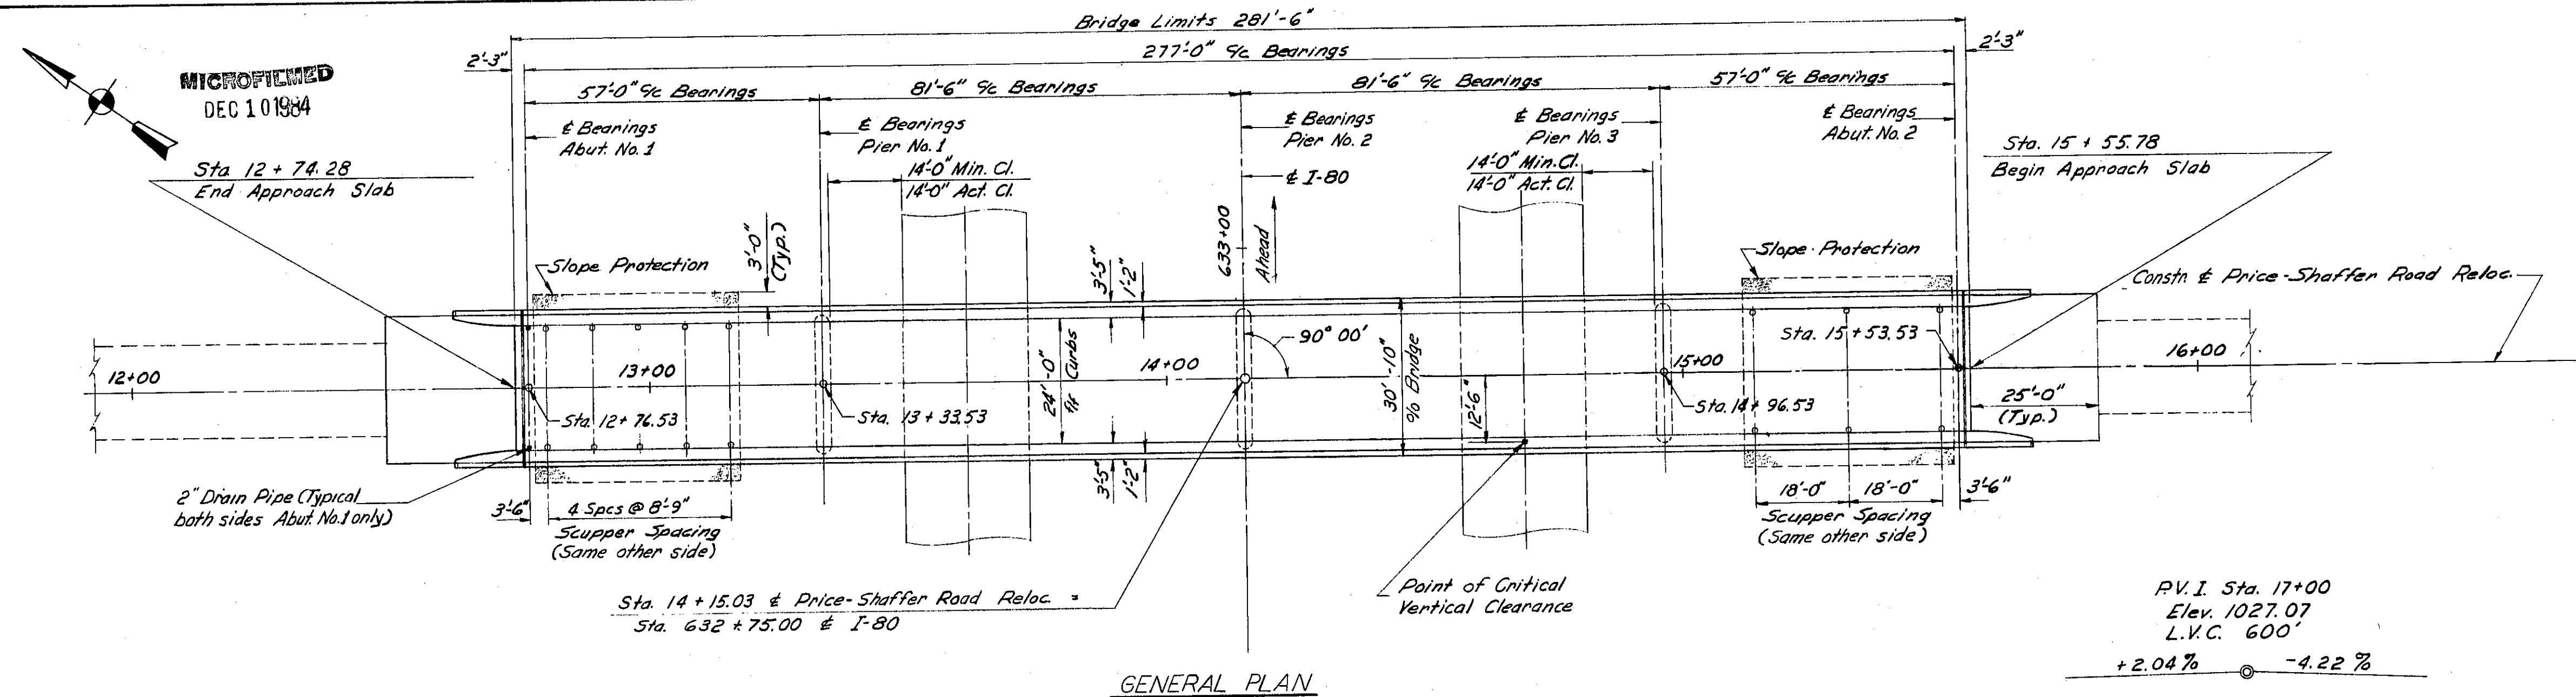 Bridge Limits 281'-6"
2'-3"
277'-0" c/c Bearings
2'-3"
57'-0" c/c Bearings
81'-6" c/c Bearings
81'-6" c/c Bearings
57'-0" c/c Bearings
MICROFILMED
DEC 10 1984
℄ Bearings
Abut. No. 1
℄ Bearings
Pier No. 1
℄ Bearings
Pier No. 2
℄ Bearings
Pier No. 3
℄ Bearings
Abut. No. 2
Sta 12 + 74.28
End Approach Slab
14'-0" Min. Cl.
14'-0" Act. Cl.
℄ I-80
14'-0" Min. Cl.
14'-0" Act. Cl.
Sta. 15 + 55.78
Begin Approach Slab
633+00
Ahead
Slope Protection
3'-0"
(Typ.)
3'-5"
1'-2"
Slope Protection
Constr. ℄ Price-Shaffer Road Reloc.
90° 00'
Sta. 15 + 53.53
12+00
13+00
14+00
15+00
16+00
24'-0"
f/f Curbs
30'-10"
o/o Bridge
12'-6"
Sta. 12 + 76.53
Sta. 13 + 33.53
Sta. 14 + 96.53
25'-0"
(Typ.)
3'-5"
1'-2"
2" Drain Pipe (Typical
both sides Abut. No. 1 only)
3'-6"
4 Spcs @ 8'-9"
Scupper Spacing
(Same other side)
18'-0"
18'-0"
3'-6"
Scupper Spacing
(Same other side)
Sta. 14 + 15.03 ℄ Price-Shaffer Road Reloc. =
Sta. 632 + 75.00 ℄ I-80
Point of Critical
Vertical Clearance
P.V.I. Sta. 17+00
Elev. 1027.07
L.V.C. 600'
+2.04 %
-4.22 %
GENERAL PLAN